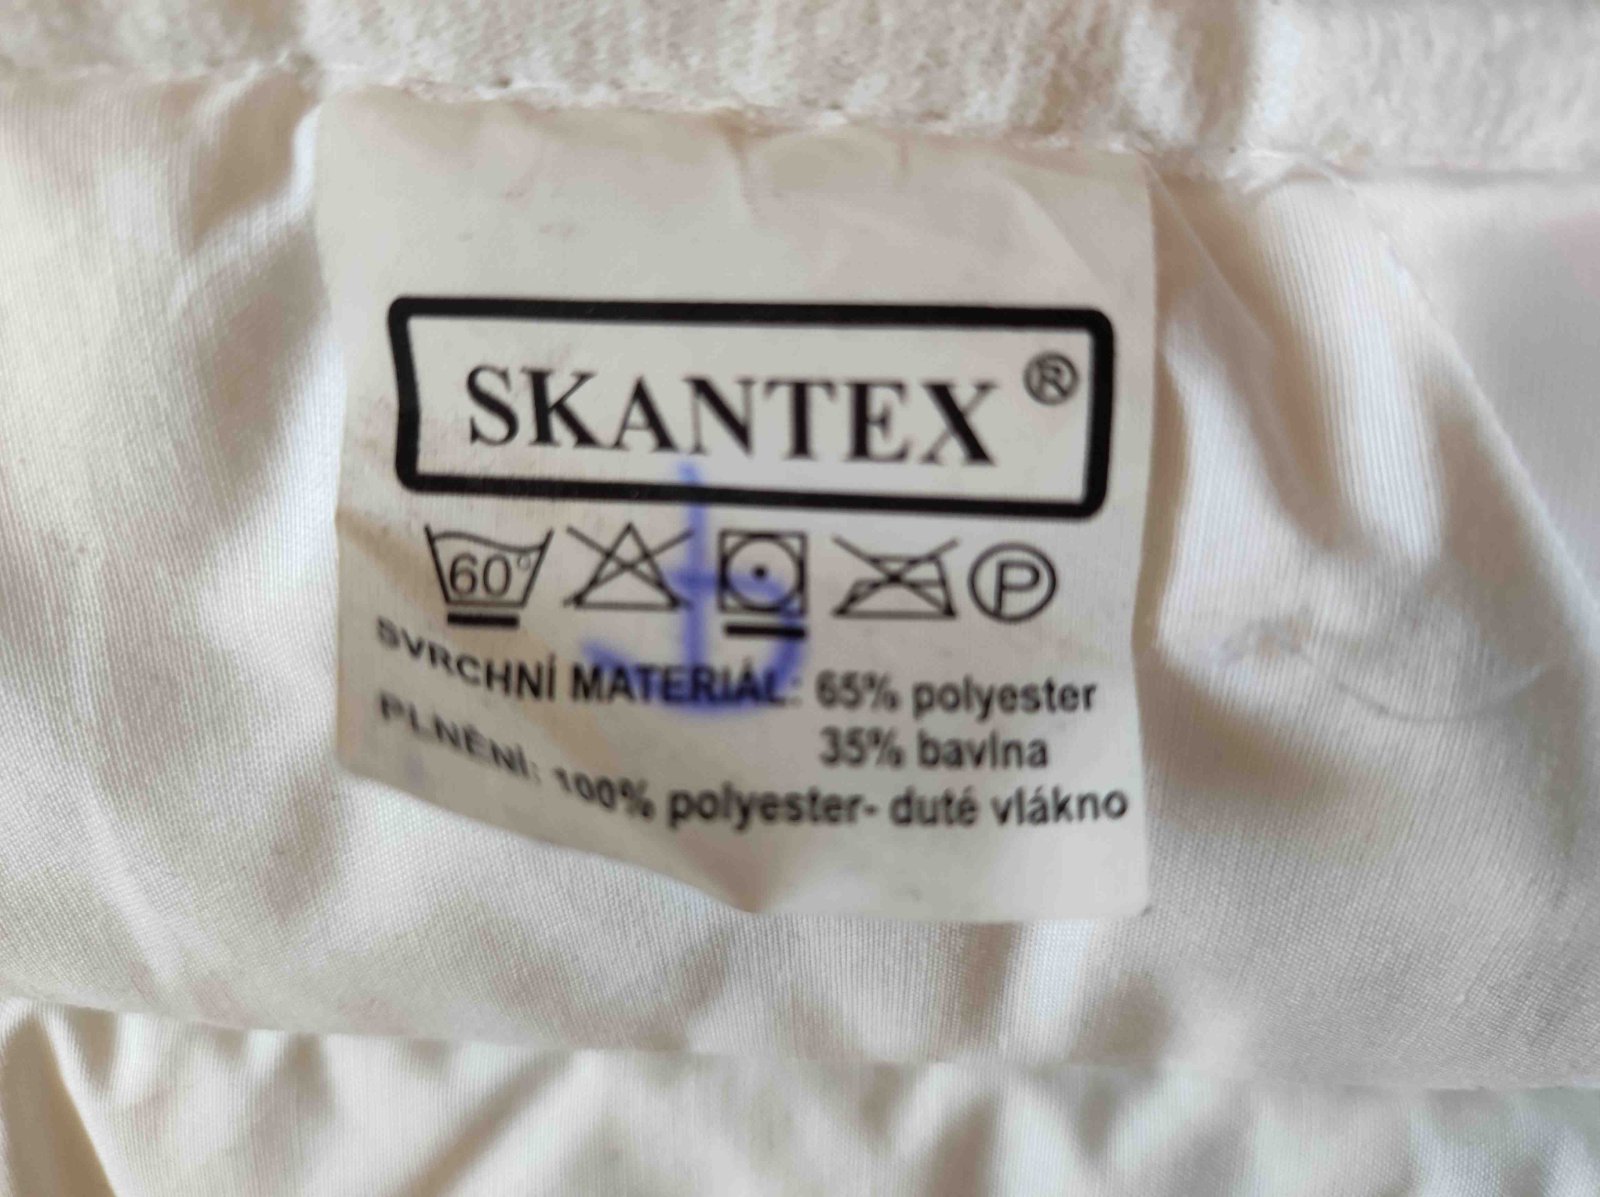 SKANTEX ®
60° P
SVRCHNÍ MATERIÁL: 65% polyester
35% bavlna
PLNĚNÍ: 100% polyester- duté vlákno